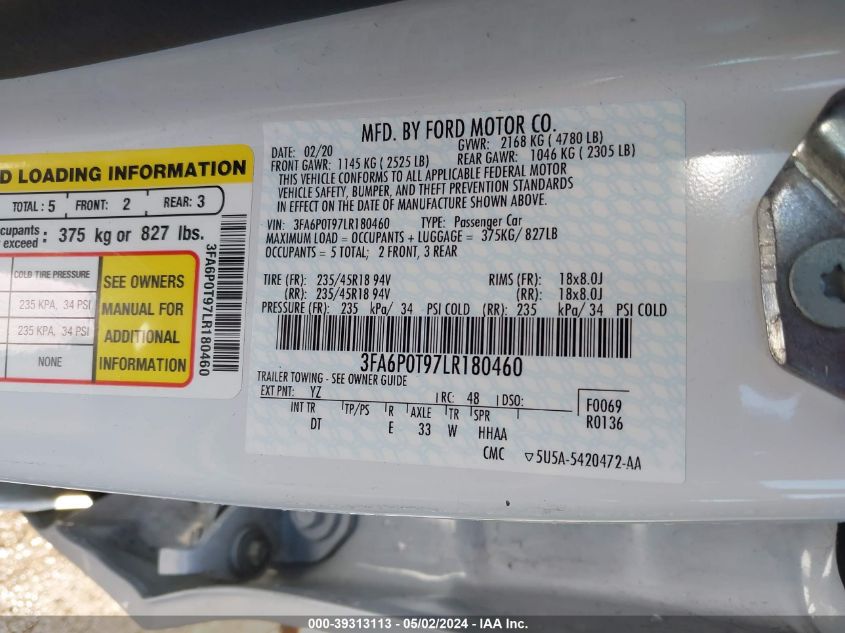 D LOADING INFORMATION
TOTAL : 5 FRONT: 2 REAR: 3
upants
exceed : 375 kg or 827 lbs.
COLD TIRE PRESSURE
235 KPA, 34 PSI
235 KPA, 34 PSI
NONE
SEE OWNERS
MANUAL FOR
ADDITIONAL
INFORMATION
3FA6P0T97LR180460
MFD. BY FORD MOTOR CO.
02/20 GVWR: 2168 KG ( 4780 LB)
FRONT GAWR: 1145 KG ( 2525 LB) REAR GAWR: 1046 KG ( 2305 LB)
THIS VEHICLE CONFORMS TO ALL APPLICABLE FEDERAL MOTOR
VEHICLE SAFETY, BUMPER, AND THEFT PREVENTION STANDARDS
IN EFFECT ON THE DATE OF MANUFACTURE SHOWN ABOVE.
VIN: 3FA6P0T97LR180460 TYPE: Passenger Car
MAXIMUM LOAD = OCCUPANTS + LUGGAGE = 375KG/ 827LB
OCCUPANTS = 5 TOTAL; 2 FRONT, 3 REAR
TIRE (FR): 235/45R18 94V RIMS (FR): 18x8.0J
(RR): 235/45R18 94V (RR): 18x8.0J
PRESSURE (FR): 235 kPa/ 34 PSI COLD (RR): 235 kPa/ 34 PSI COLD
3FA6P0T97LR180460
TRAILER TOWING - SEE OWNER GUIDE
EXT PNT: YZ RC: 48 DSO:
INT TR TP/PS R AXLE TR SPR
DT E 33 W HHAA
F0069
R0136
CMC ▽5U5A-5420472-AA
000-39313113 - 05/02/2024 - IAA Inc.